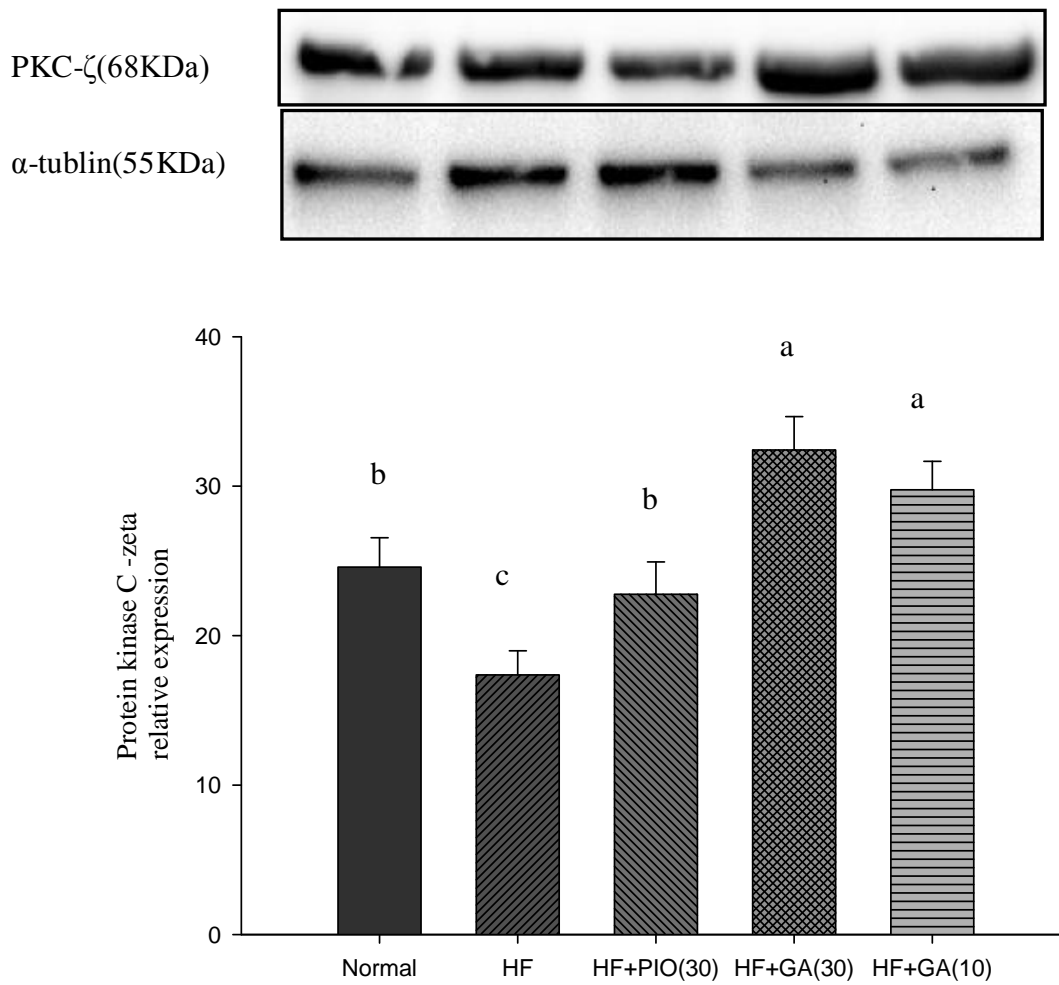 PKC-ζ(68KDa)
α-tublin(55KDa)
40
30
20
10
0
Protein kinase C -zeta
relative expression
b
c
b
a
a
Normal
HF
HF+PIO(30)
HF+GA(30)
HF+GA(10)